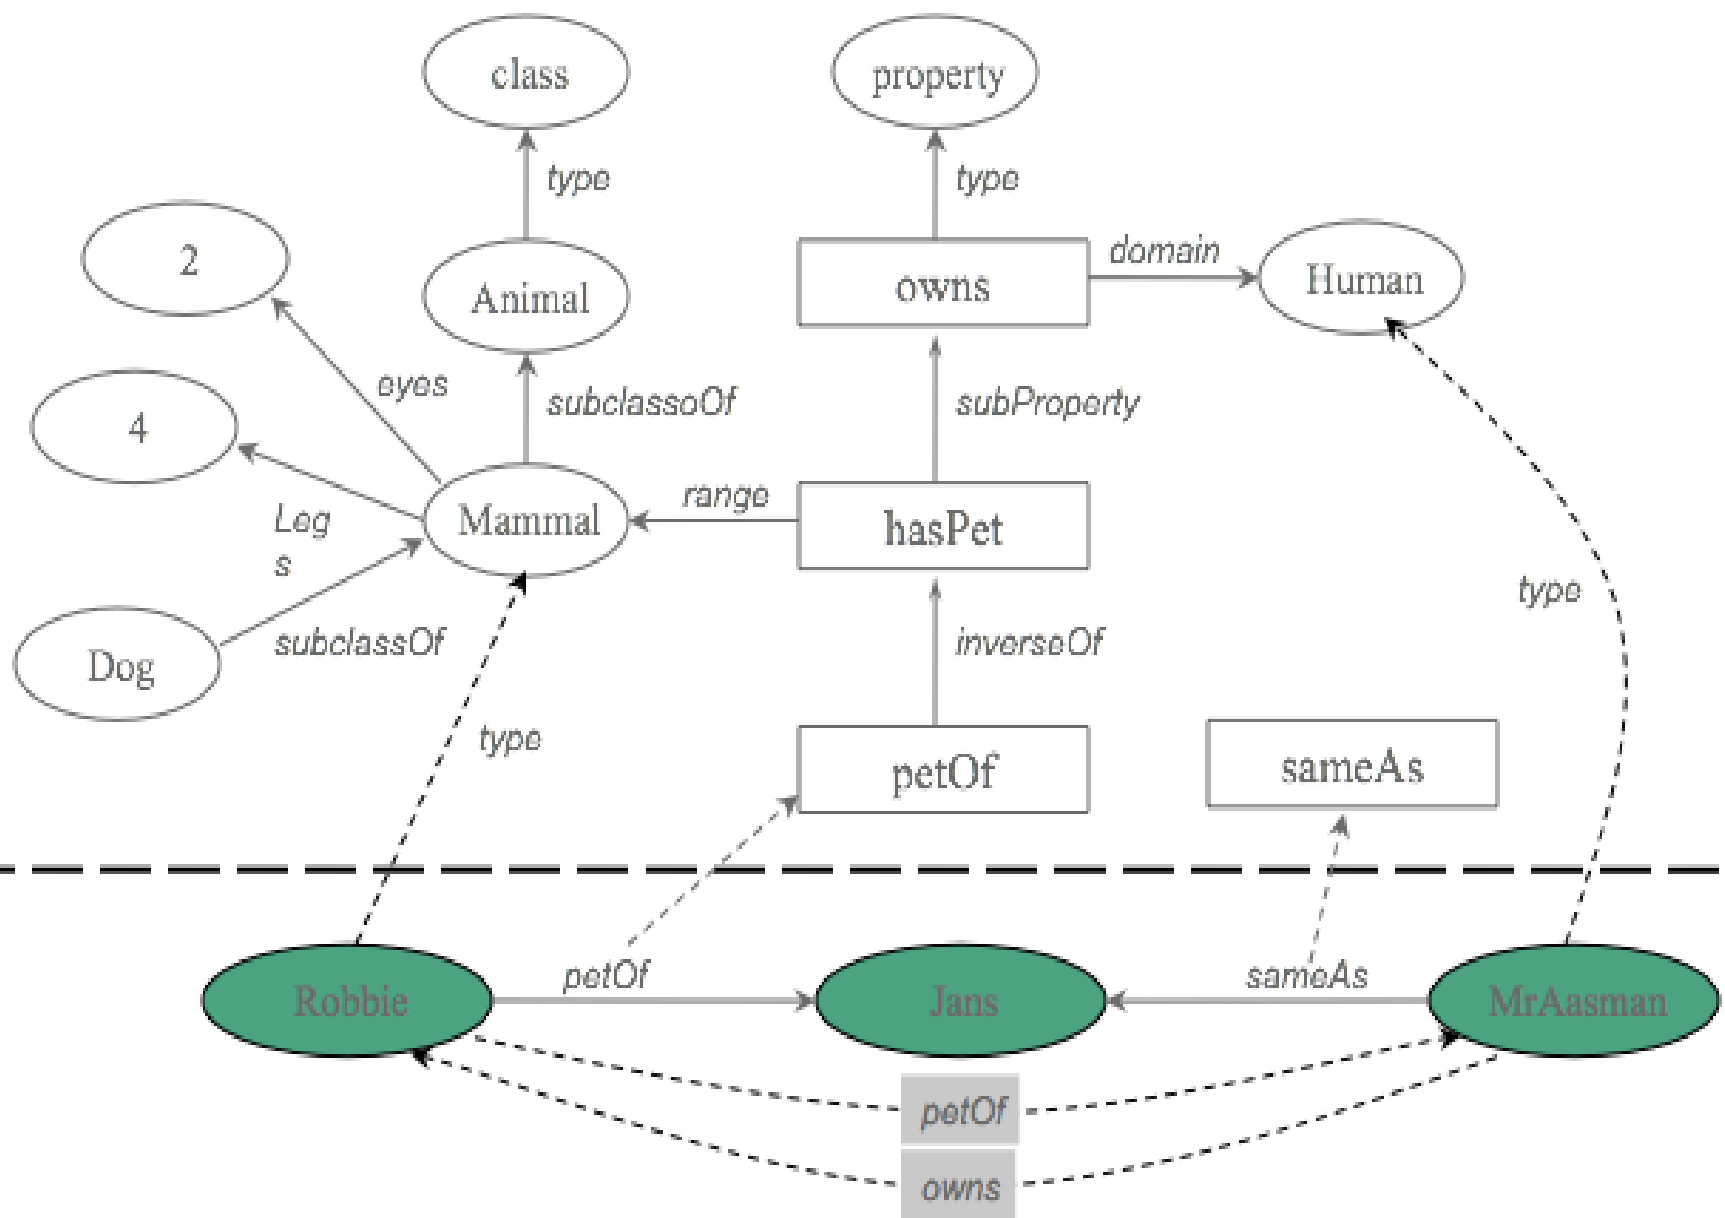 class
property
type
type
2
Animal
owns
domain
Human
eyes
4
subclassoOf
subProperty
Mammal
range
hasPet
Leg
s
type
Dog
subclassOf
inverseOf
type
petOf
sameAs
Robbie
petOf
Jans
sameAs
MrAasman
petOf
owns